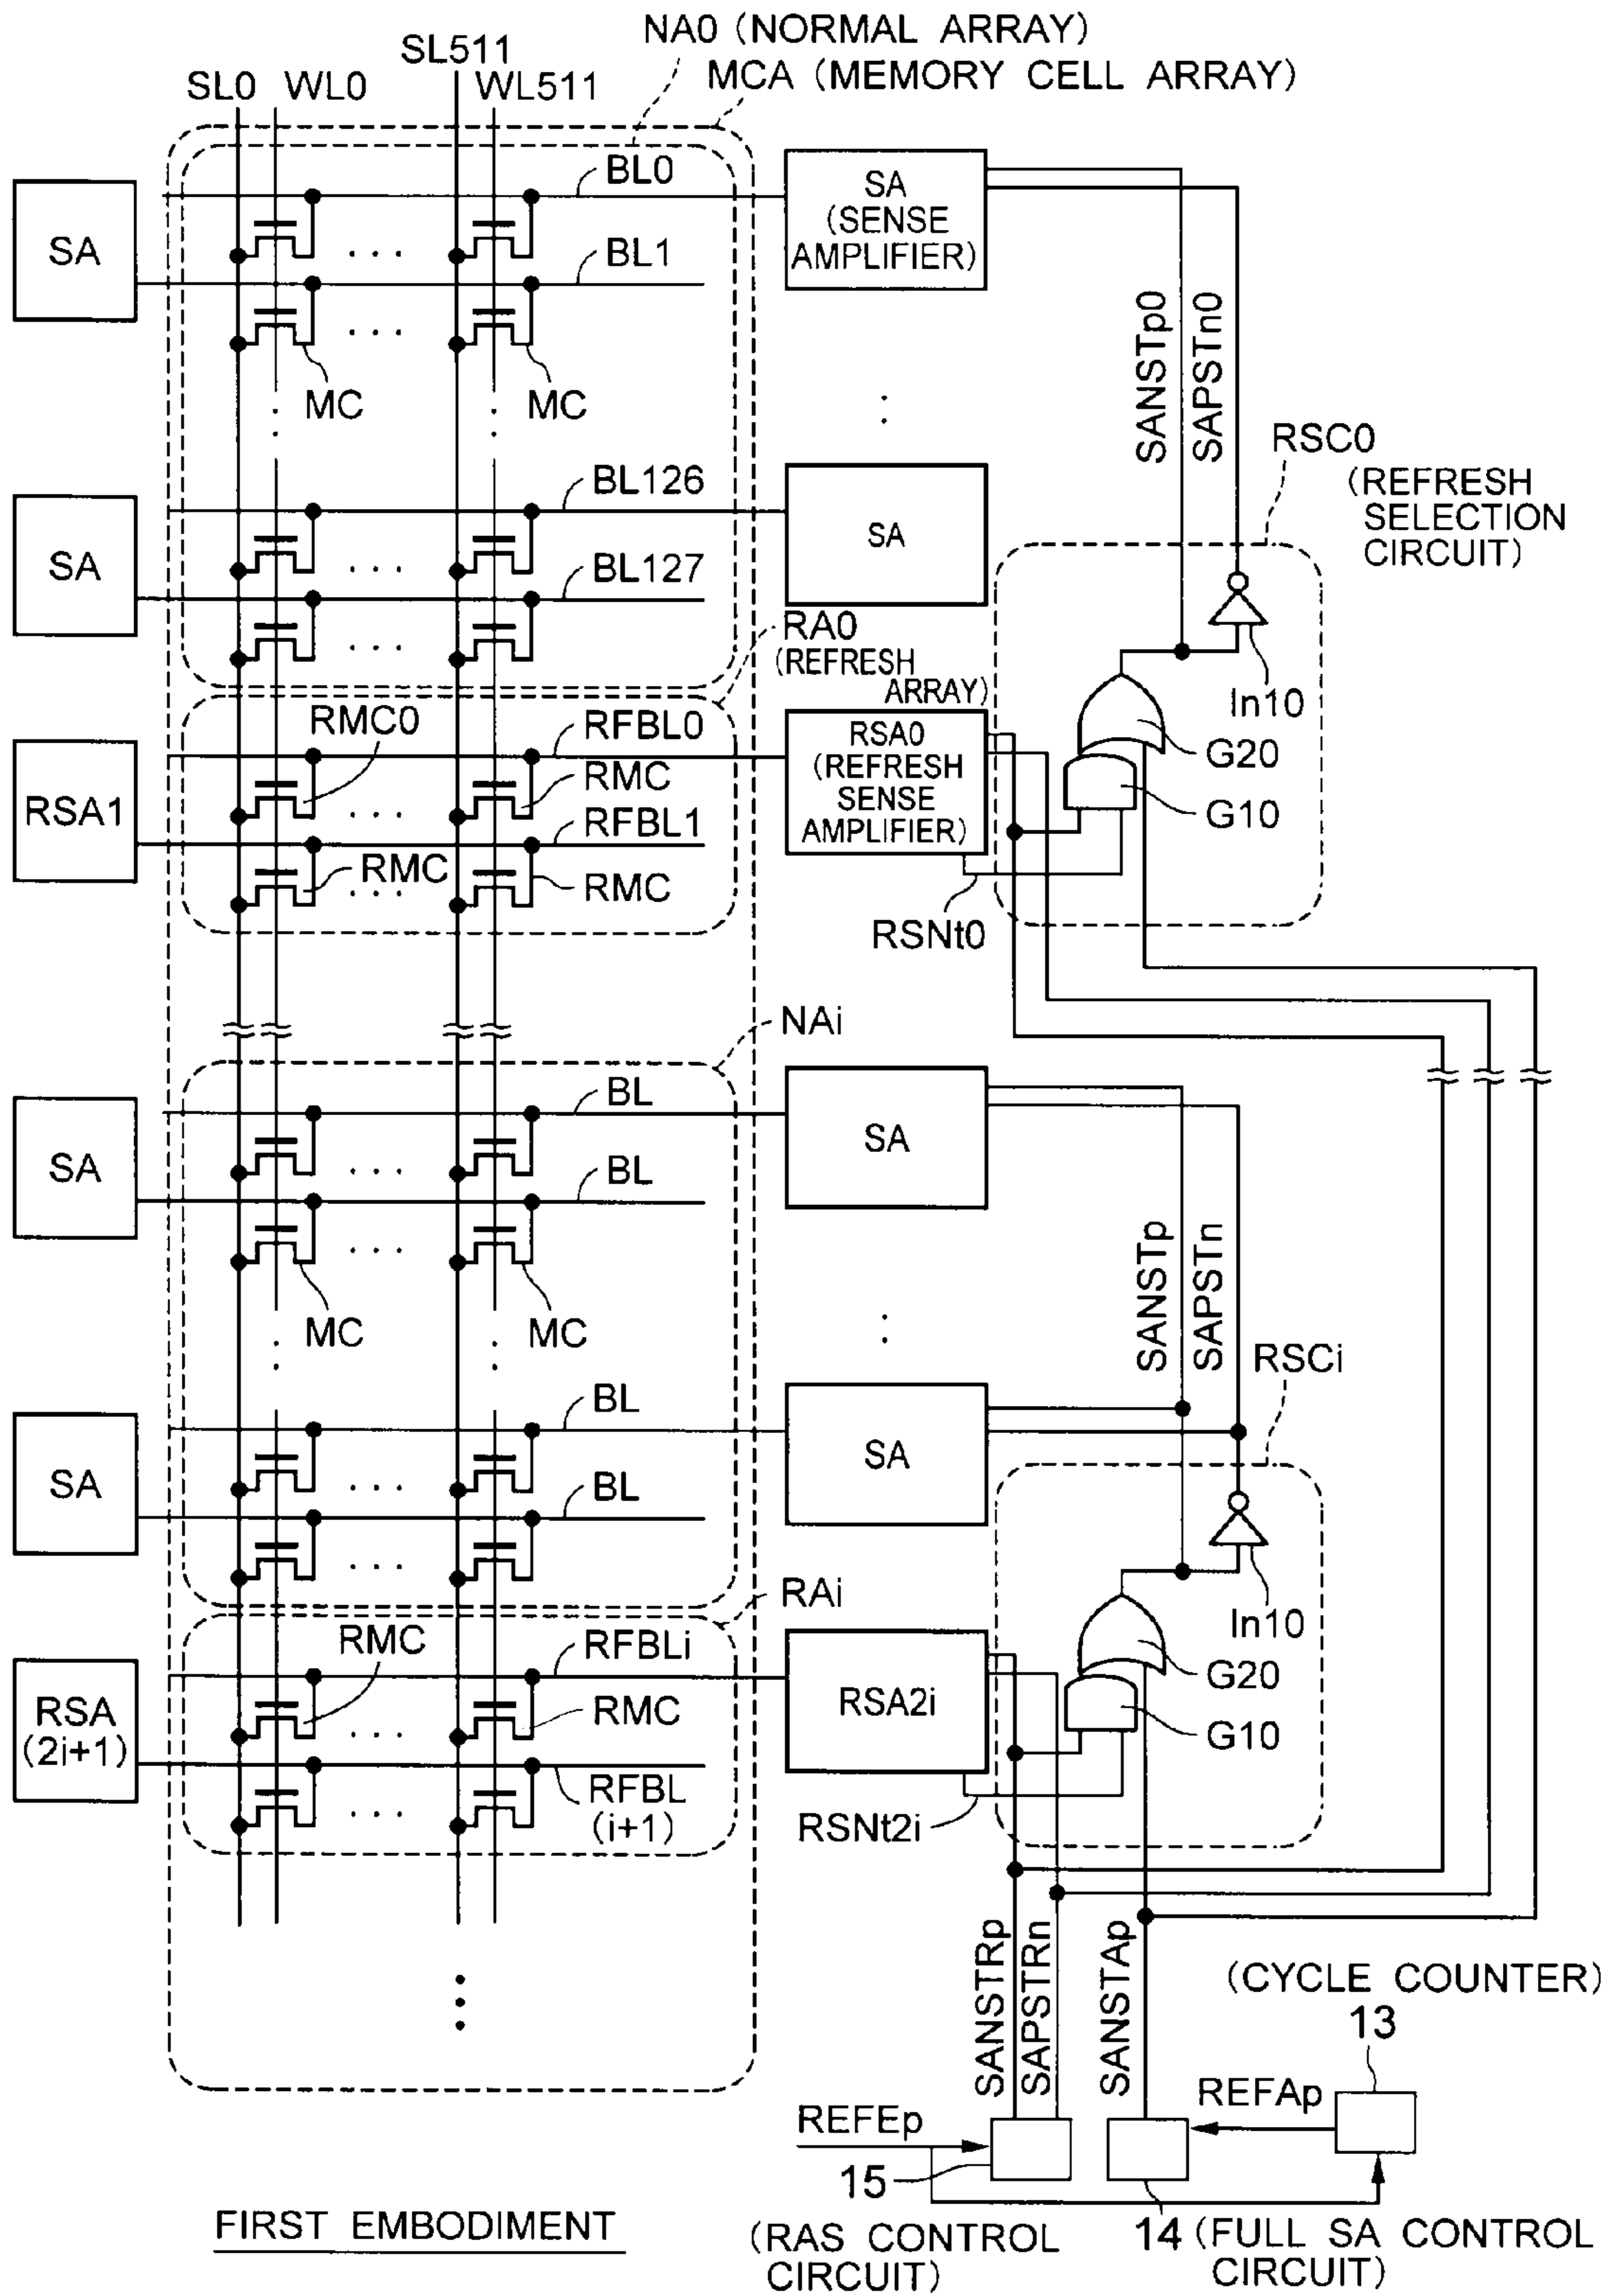 NA0 (NORMAL ARRAY)
SL511
MCA (MEMORY CELL ARRAY)
SL0 WL0
WL511
BL0
SA
SA
(SENSE
AMPLIFIER)
BL1
MC
MC
SANSTp0
SAPSTn0
RSC0
(REFRESH
SELECTION
CIRCUIT)
BL126
SA
SA
BL127
RA0
(REFRESH
ARRAY)
In10
RMC0
RFBL0
RSA1
RSA0
(REFRESH
SENSE
AMPLIFIER)
G20
RMC
G10
RFBL1
RMC
RMC
RSNt0
NAi
BL
SA
SA
BL
MC
MC
SANSTp
SAPSTn
RSCi
BL
SA
SA
BL
RAi
In10
RMC
RFBLi
RSA
(2i+1)
RSA2i
G20
RMC
G10
RFBL
(i+1)
RSNt2i
SANSTRp
SAPSTRn
SANSTAp
(CYCLE COUNTER)
13
REFAp
REFEp
15
(RAS CONTROL
CIRCUIT)
14 (FULL SA CONTROL
CIRCUIT)
FIRST EMBODIMENT